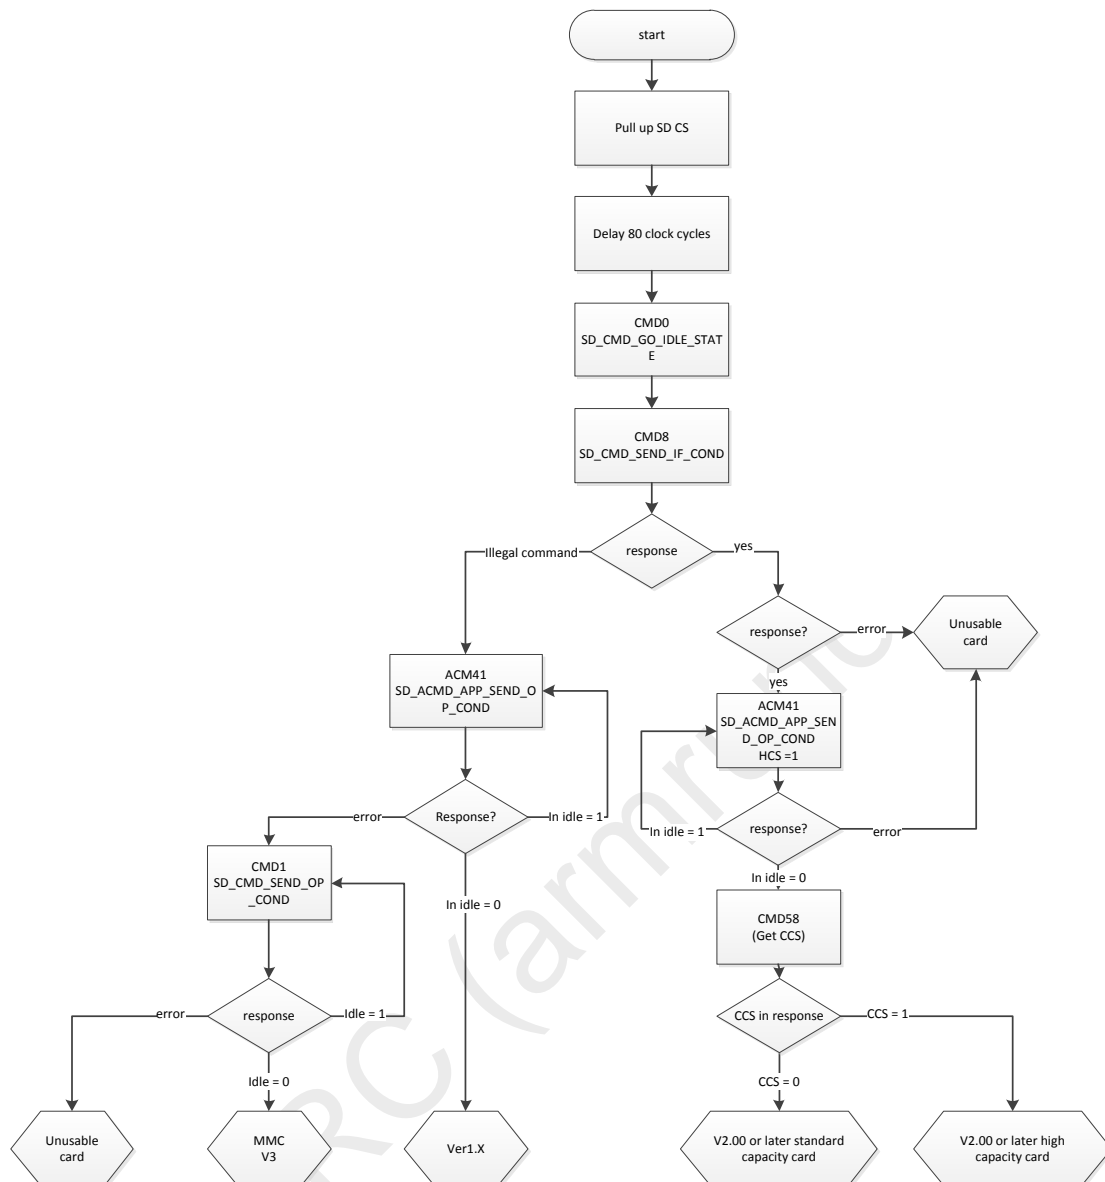 start
Pull up SD CS
Delay 80 clock cycles
CMD0
SD_CMD_GO_IDLE_STAT
E
CMD8
SD_CMD_SEND_IF_COND
response
Illegal command
yes
response?
error
Unusable
card
yes
ACM41
SD_ACMD_APP_SEND_O
P_COND
ACM41
SD_ACMD_APP_SEN
D_OP_COND
HCS =1
Response?
error
In idle = 1
response?
In idle = 1
error
In idle = 0
CMD1
SD_CMD_SEND_OP
_COND
In idle = 0
CMD58
(Get CCS)
response
error
Idle = 1
Idle = 0
CCS in response
CCS = 1
CCS = 0
Unusable
card
MMC
V3
Ver1.X
V2.00 or later standard
capacity card
V2.00 or later high
capacity card